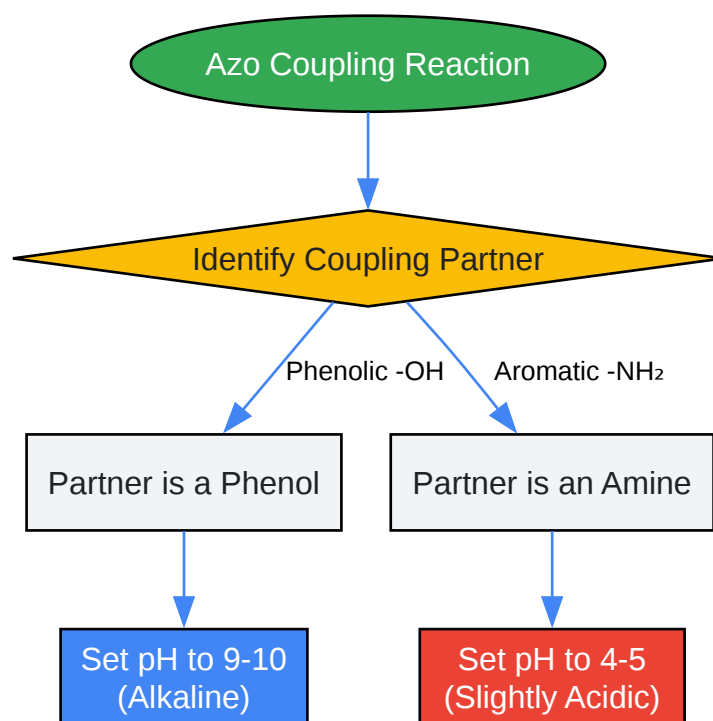 Azo Coupling Reaction
Identify Coupling Partner
Phenolic -OH
Aromatic -NH₂
Partner is a Phenol
Partner is an Amine
Set pH to 9-10
(Alkaline)
Set pH to 4-5
(Slightly Acidic)